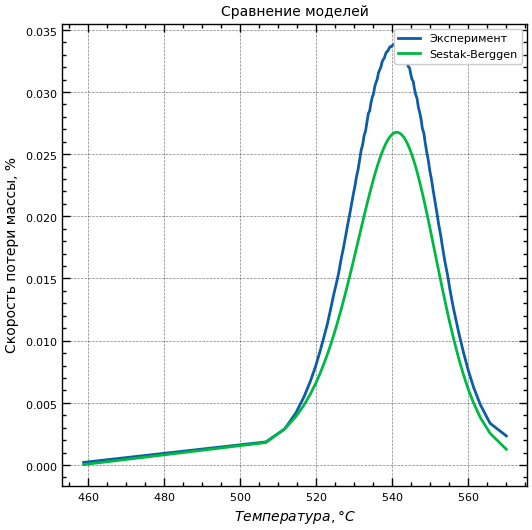 Сравнение моделей
Эксперимент
Sestak-Berggen
Скорость потери массы, %
0.035
0.030
0.025
0.020
0.015
0.010
0.005
0.000
460 480 500 520 540 560
Температура, °C